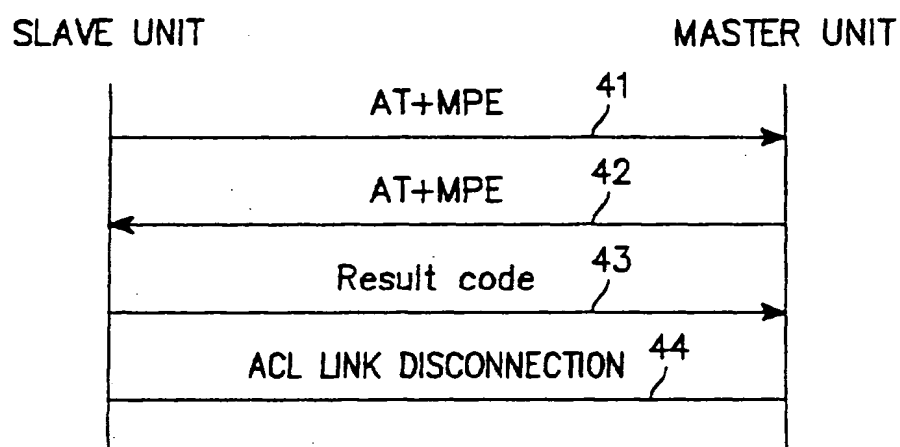 SLAVE UNIT MASTER UNIT
AT+MPE 41
AT+MPE 42
Result code 43
ACL LINK DISCONNECTION 44